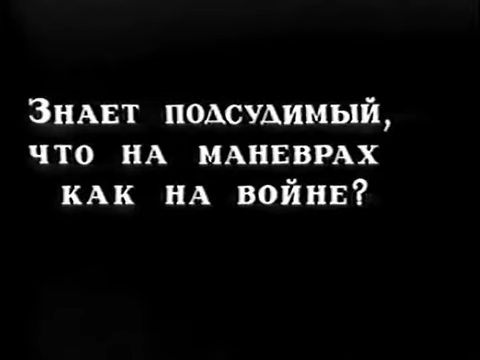 Знает подсудимый,
что на маневрах
как на войне?